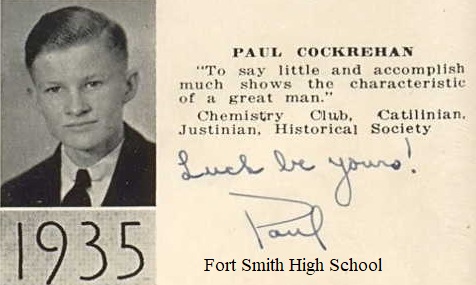 PAUL COCKREHAN
"To say little and accomplish
much shows the characteristic
of a great man."
Chemistry Club, Catilinian,
Justinian, Historical Society
Luck be yours!
Paul
1935
Fort Smith High School